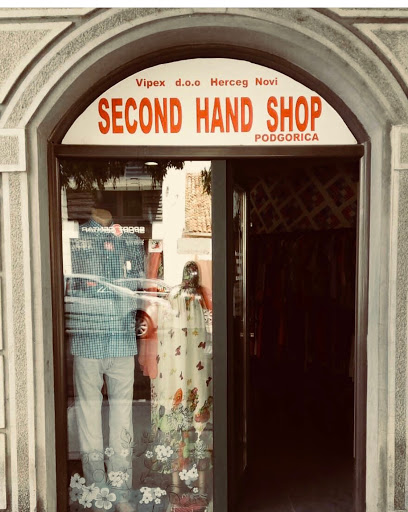 Vipex d.o.o Herceg Novi
SECOND HAND SHOP
PODGORICA